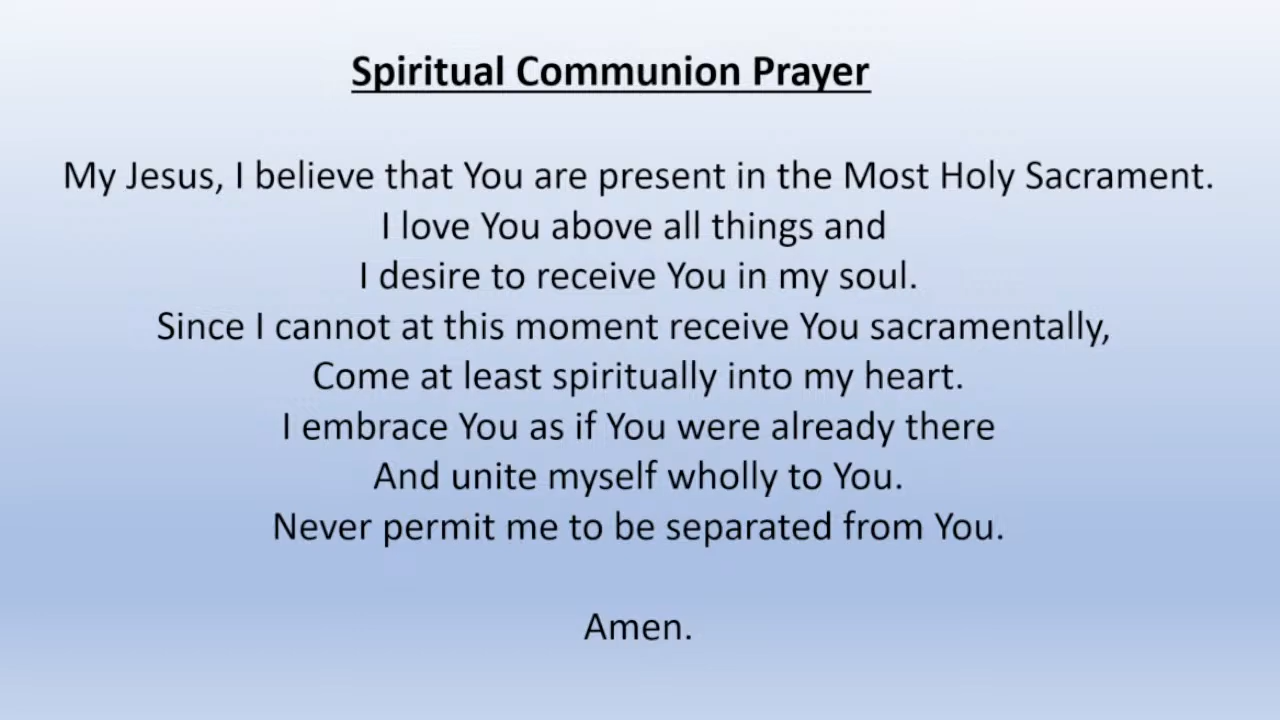 Spiritual Communion Prayer
My Jesus, I believe that You are present in the Most Holy Sacrament.
I love You above all things and
I desire to receive You in my soul.
Since I cannot at this moment receive You sacramentally,
Come at least spiritually into my heart.
I embrace You as if You were already there
And unite myself wholly to You.
Never permit me to be separated from You.
Amen.